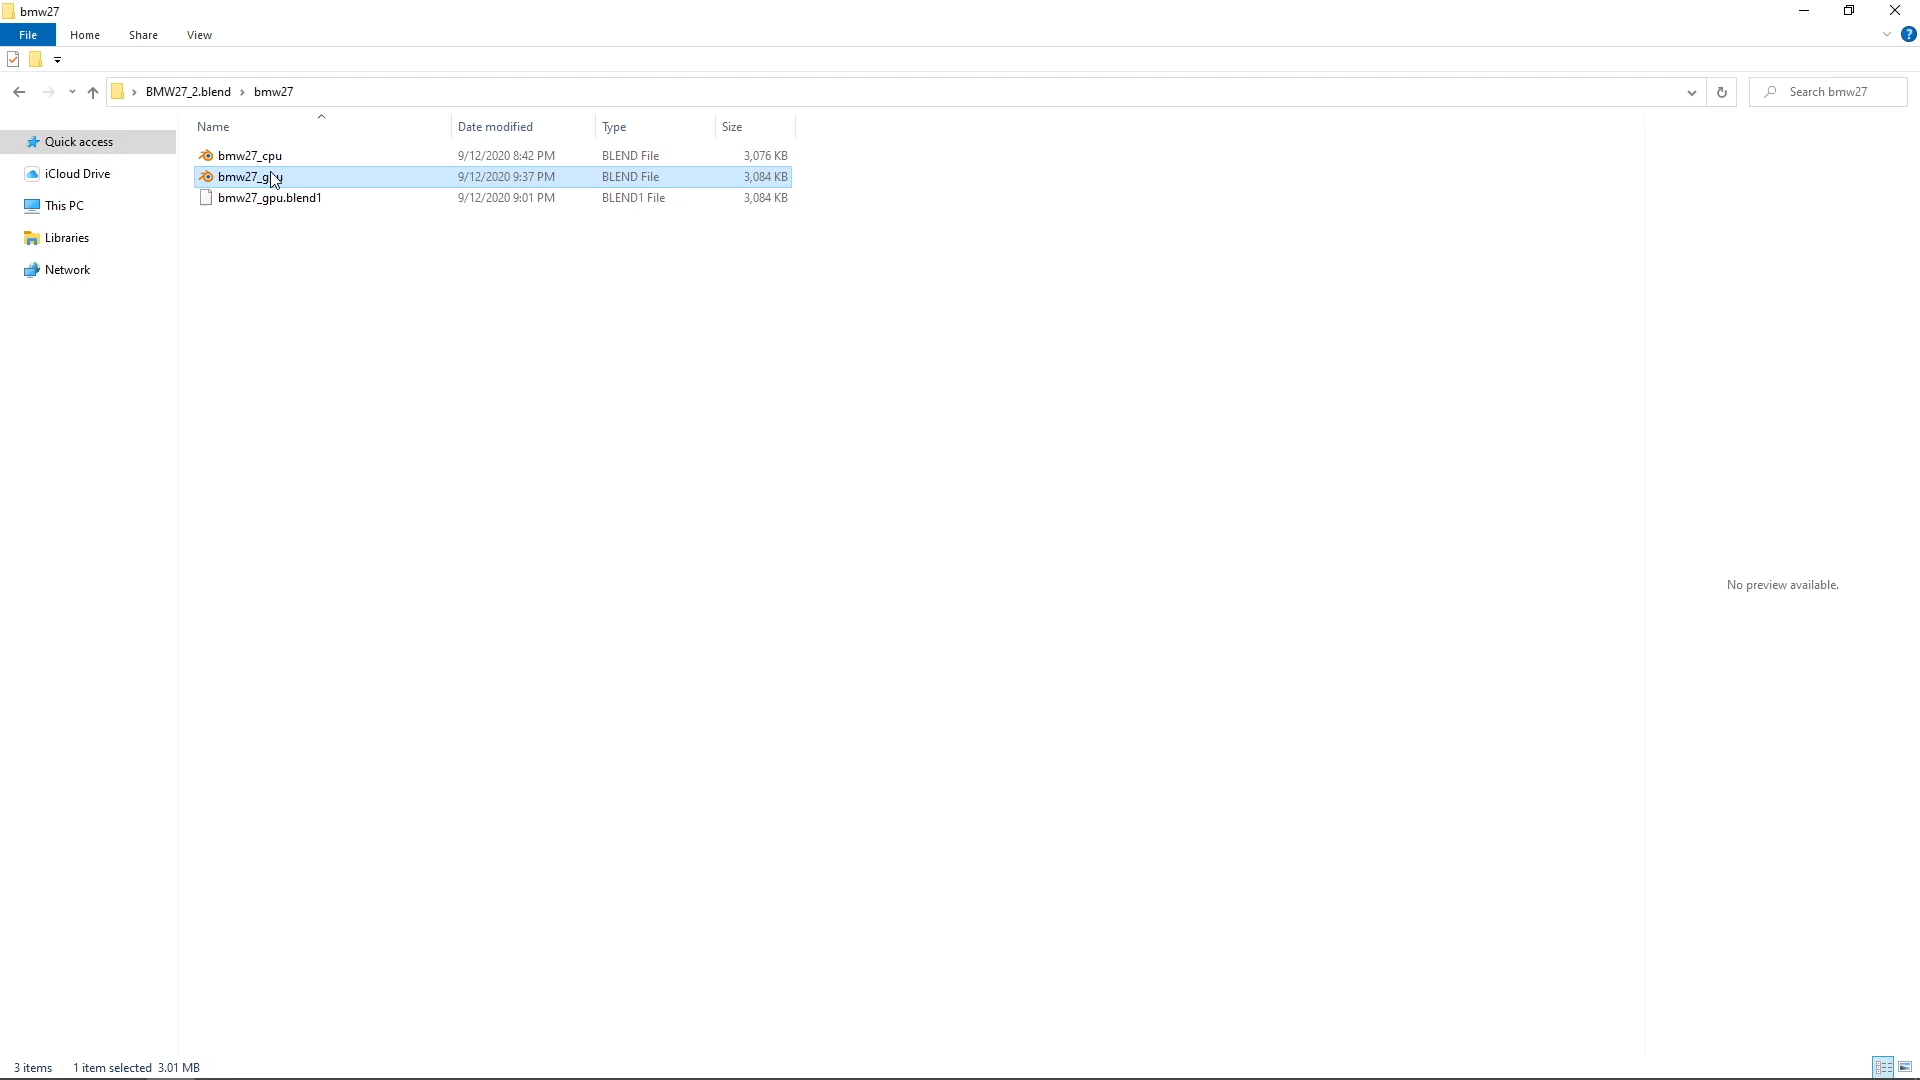 bmw27
File Home Share View
?
BMW27_2.blend > bmw27
Search bmw27
Name Date modified Type Size
bmw27_cpu 9/12/2020 8:42 PM BLEND File 3,076 KB
bmw27_gpu 9/12/2020 9:37 PM BLEND File 3,084 KB
bmw27_gpu.blend1 9/12/2020 9:01 PM BLEND1 File 3,084 KB
Quick access
iCloud Drive
This PC
Libraries
Network
No preview available.
3 items 1 item selected 3.01 MB